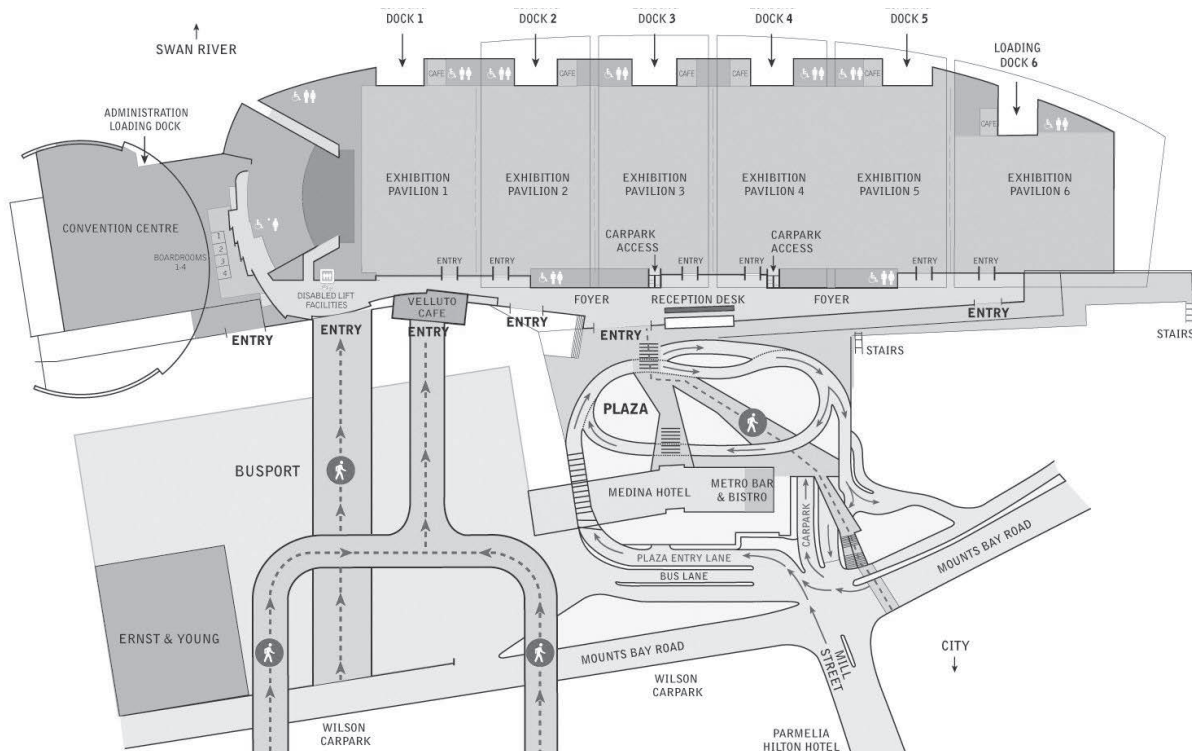 DOCK 1
DOCK 2
DOCK 3
DOCK 4
DOCK 5
SWAN RIVER
LOADING
DOCK 6
CAFE
CAFE
CAFE
CAFE
CAFE
CAFE
ADMINISTRATION
LOADING DOCK
EXHIBITION
PAVILION 1
EXHIBITION
PAVILION 2
EXHIBITION
PAVILION 3
EXHIBITION
PAVILION 4
EXHIBITION
PAVILION 5
EXHIBITION
PAVILION 6
CONVENTION CENTRE
BOARDROOMS
1-4
1
2
3
4
CARPARK
ACCESS
CARPARK
ACCESS
ENTRY
ENTRY
ENTRY
ENTRY
ENTRY
ENTRY
DISABLED LIFT
FACILITIES
VELLUTO
CAFE
FOYER
RECEPTION DESK
FOYER
ENTRY
ENTRY
ENTRY
ENTRY
ENTRY
ENTRY
STAIRS
STAIRS
PLAZA
BUSPORT
MEDINA HOTEL
METRO BAR
& BISTRO
CARPARK
PLAZA ENTRY LANE
BUS LANE
MOUNTS BAY ROAD
ERNST & YOUNG
MOUNTS BAY ROAD
MILL
STREET
CITY
WILSON
CARPARK
WILSON
CARPARK
PARMELIA
HILTON HOTEL